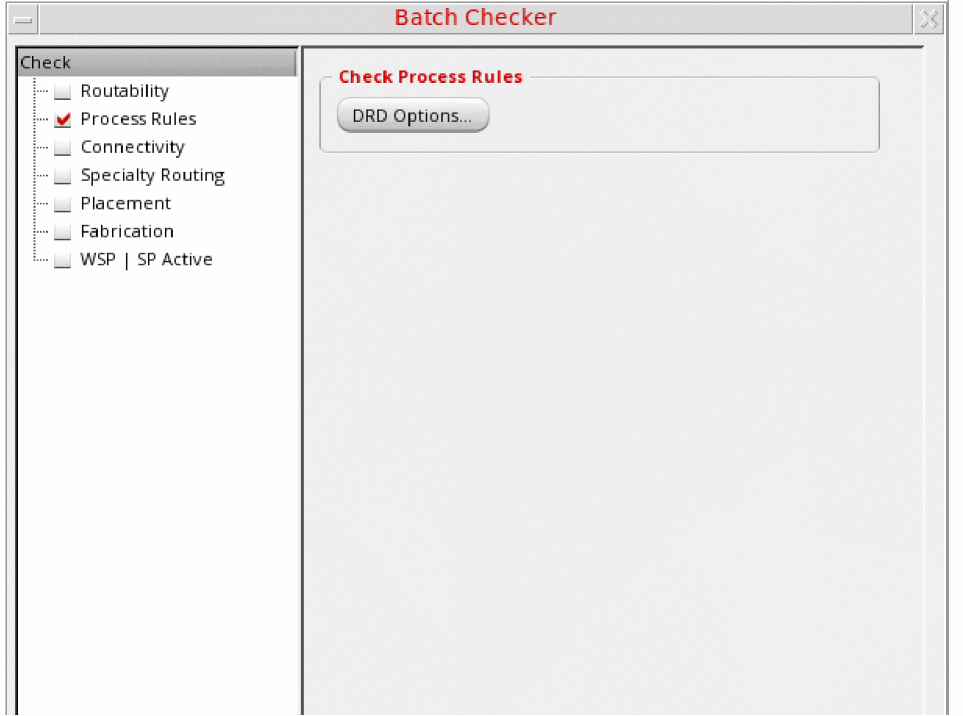 Batch Checker
Check
Routability
Process Rules
Connectivity
Specialty Routing
Placement
Fabrication
WSP | SP Active
Check Process Rules
DRD Options...